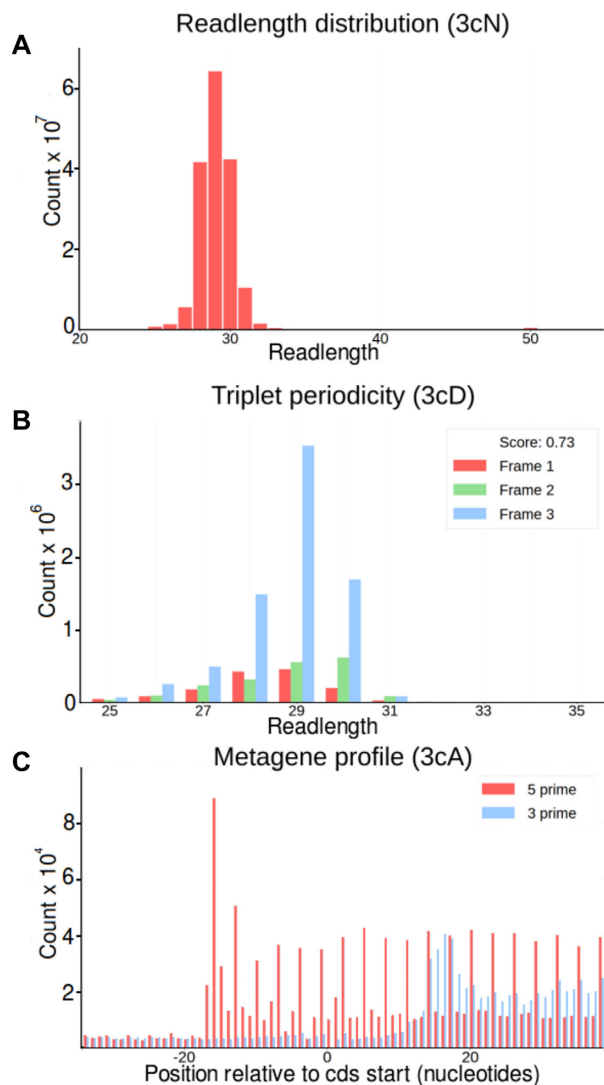 A
Readlength distribution (3cN)
Count x 10^7
6
4
2
0
20
30
40
50
Readlength
B
Triplet periodicity (3cD)
Count x 10^6
3
2
1
0
Score: 0.73
Frame 1
Frame 2
Frame 3
25
27
29
31
33
35
Readlength
C
Metagene profile (3cA)
Count x 10^4
8
6
4
2
5 prime
3 prime
-20
0
20
Position relative to cds start (nucleotides)